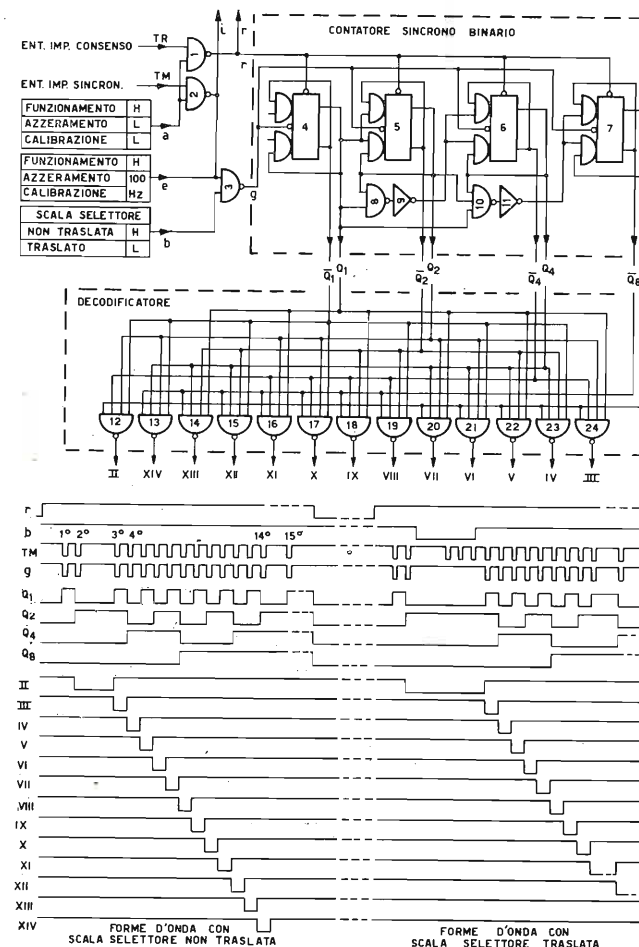 i r
CONTATORE SINCRONO BINARIO
ENT. IMP. CONSENSO TR 1
r
ENT. IMP. SINCRON. TM 2
FUNZIONAMENTO H
AZZERAMENTO L
CALIBRAZIONE L
a
4 5 6 7
FUNZIONAMENTO H
AZZERAMENTO 100
CALIBRAZIONE Hz
e
3 g
8 9 10 11
SCALA SELETTORE
NON TRASLATA H
TRASLATO L
b
Q̅1 Q1 Q̅2 Q2 Q̅4 Q4 Q̅8
DECODIFICATORE
12 13 14 15 16 17 18 19 20 21 22 23 24
II XIV XIII XII XI X IX VIII VII VI V IV III
r
b 1° 2° 3° 4° 14° 15°
TM
g
Q1
Q2
Q4
Q8
II
III
IV
V
VI
VII
VIII
IX
X
XI
XII
XIII
XIV
FORME D'ONDA CON
SCALA SELETTORE NON TRASLATA
FORME D'ONDA CON
SCALA SELETTORE TRASLATA